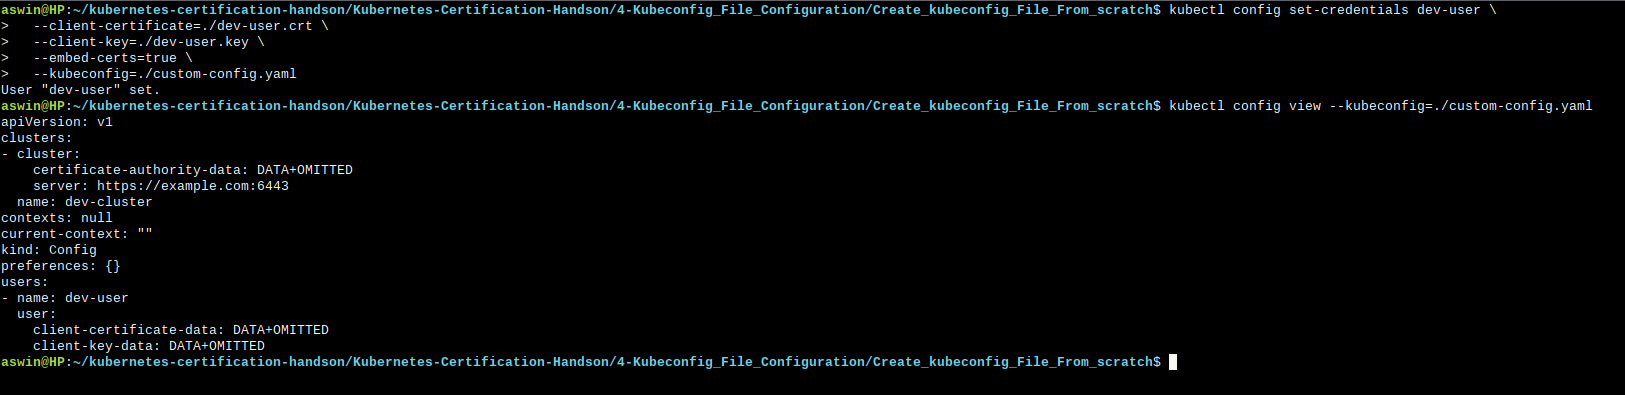 aswin@HP:~/kubernetes-certification-handson/Kubernetes-Certification-Handson/4-Kubeconfig_File_Configuration/Create_kubeconfig_File_From_scratch$ kubectl config set-credentials dev-user \
>   --client-certificate=./dev-user.crt \
>   --client-key=./dev-user.key \
>   --embed-certs=true \
>   --kubeconfig=./custom-config.yaml
User "dev-user" set.
aswin@HP:~/kubernetes-certification-handson/Kubernetes-Certification-Handson/4-Kubeconfig_File_Configuration/Create_kubeconfig_File_From_scratch$ kubectl config view --kubeconfig=./custom-config.yaml
apiVersion: v1
clusters:
- cluster:
    certificate-authority-data: DATA+OMITTED
    server: https://example.com:6443
  name: dev-cluster
contexts: null
current-context: ""
kind: Config
preferences: {}
users:
- name: dev-user
  user:
    client-certificate-data: DATA+OMITTED
    client-key-data: DATA+OMITTED
aswin@HP:~/kubernetes-certification-handson/Kubernetes-Certification-Handson/4-Kubeconfig_File_Configuration/Create_kubeconfig_File_From_scratch$